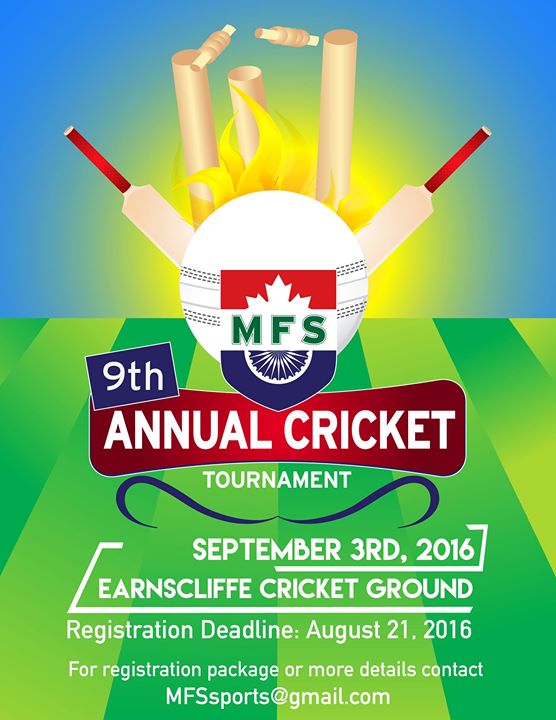 MFS
9th
ANNUAL CRICKET
TOURNAMENT
SEPTEMBER 3RD, 2016
EARNSCLIFFE CRICKET GROUND
Registration Deadline: August 21, 2016
For registration package or more details contact
MFSsports@gmail.com